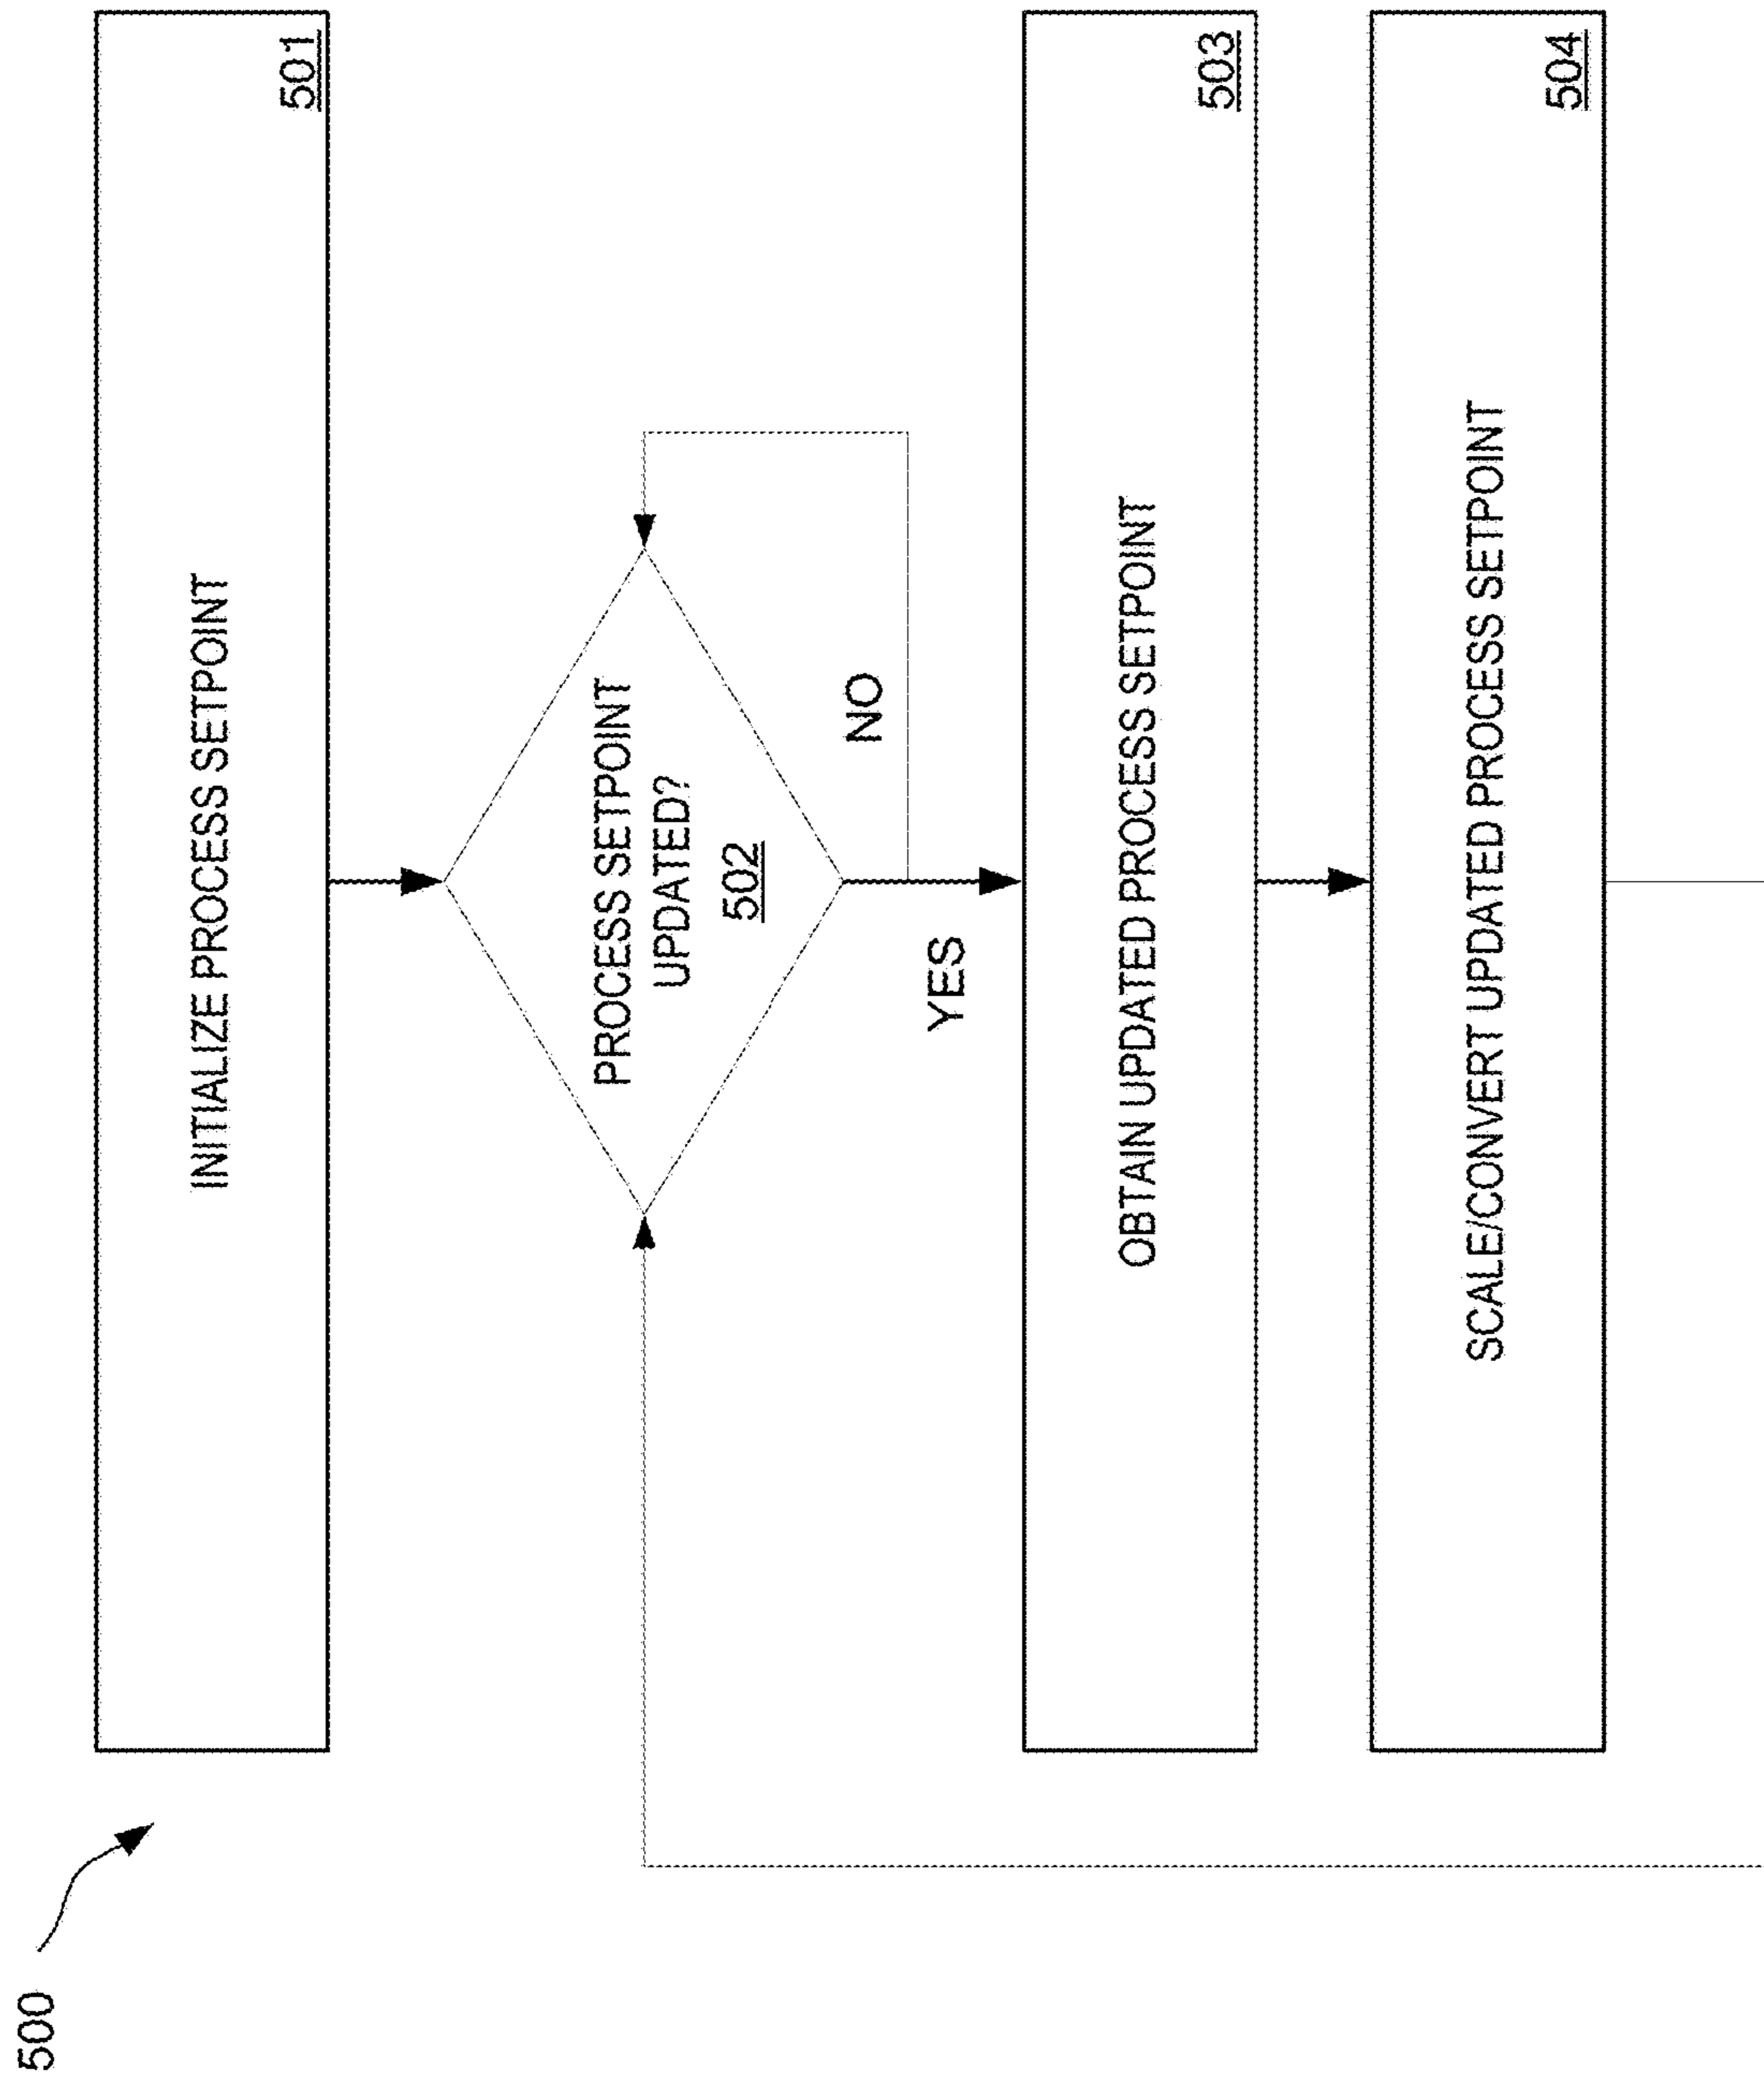 500
INITIALIZE PROCESS SETPOINT
501
PROCESS SETPOINT
UPDATED?
502
NO
YES
OBTAIN UPDATED PROCESS SETPOINT
503
SCALE/CONVERT UPDATED PROCESS SETPOINT
504